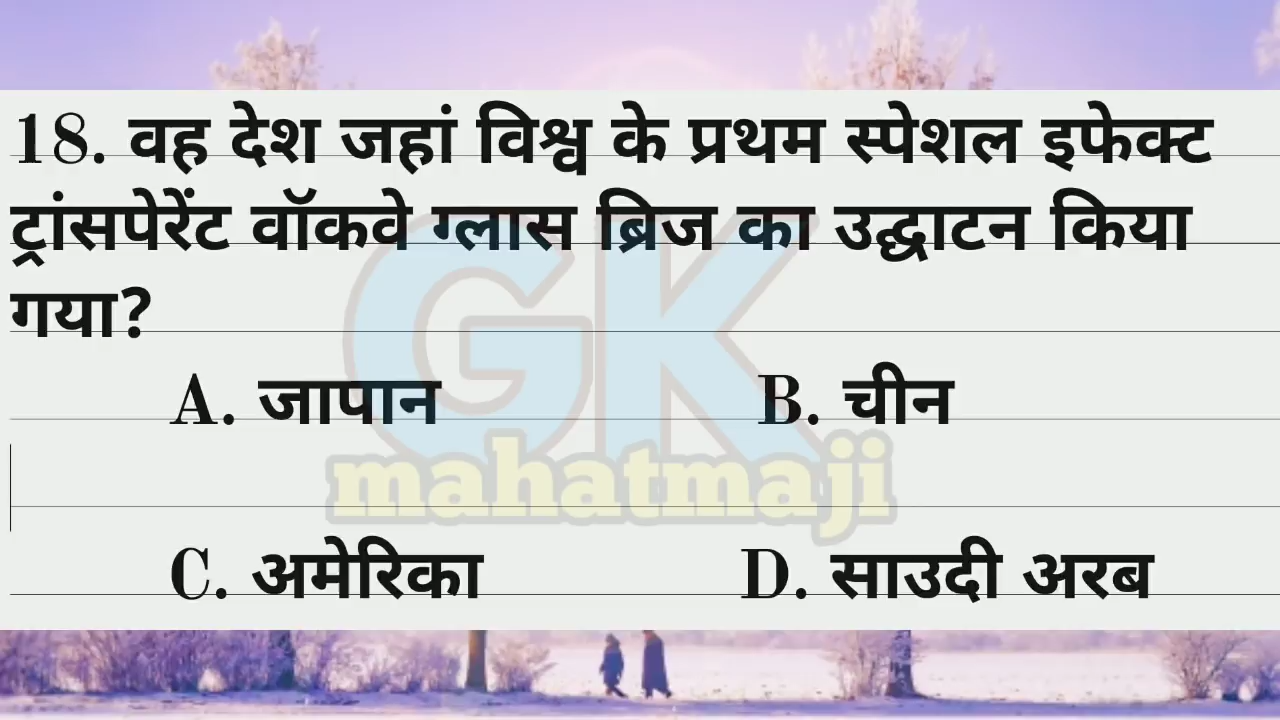 18. वह देश जहां विश्व के प्रथम स्पेशल इफेक्ट
ट्रांसपेरेंट वॉकवे ग्लास ब्रिज का उद्घाटन किया
गया?
A. जापान B. चीन
GK
mahatmaji
C. अमेरिका D. साउदी अरब